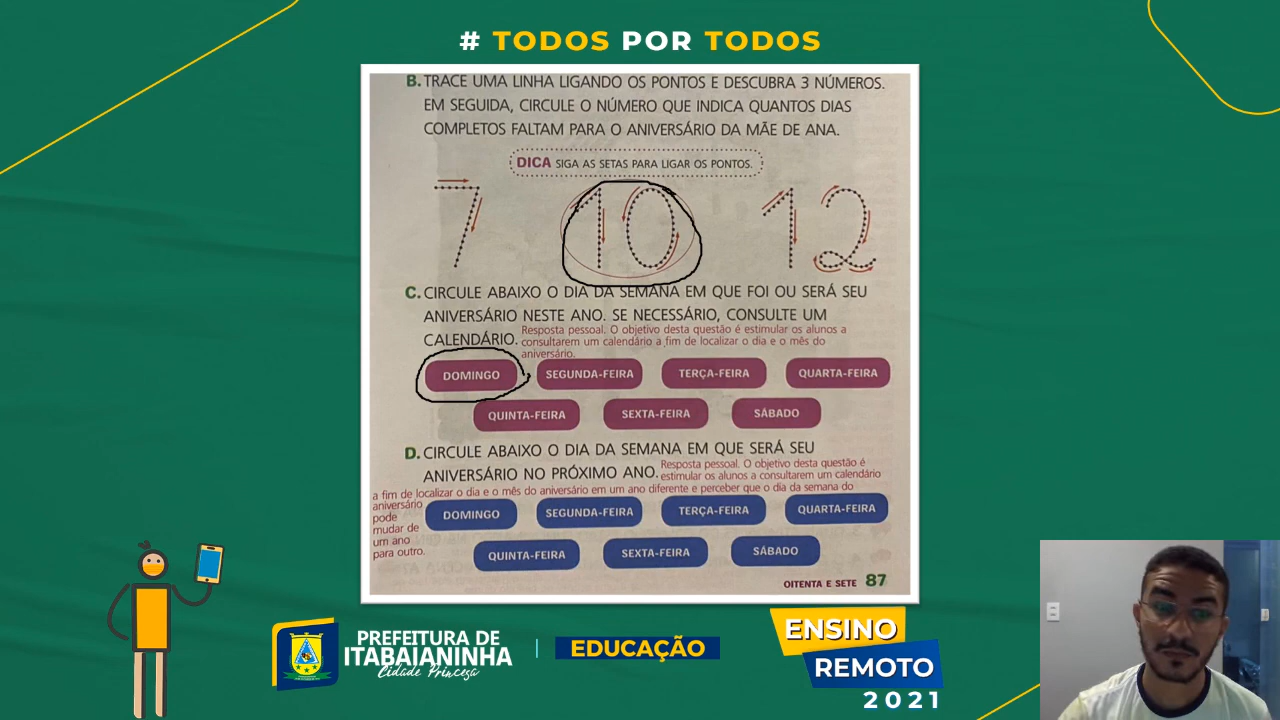 # TODOS POR TODOS
B. TRACE UMA LINHA LIGANDO OS PONTOS E DESCUBRA 3 NÚMEROS.
EM SEGUIDA, CIRCULE O NÚMERO QUE INDICA QUANTOS DIAS
COMPLETOS FALTAM PARA O ANIVERSÁRIO DA MÃE DE ANA.
DICA SIGA AS SETAS PARA LIGAR OS PONTOS.
7 10 12
C. CIRCULE ABAIXO O DIA DA SEMANA EM QUE FOI OU SERÁ SEU
ANIVERSÁRIO NESTE ANO. SE NECESSÁRIO, CONSULTE UM
CALENDÁRIO. Resposta pessoal. O objetivo desta questão é estimular os alunos a
consultarem um calendário a fim de localizar o dia e o mês do
aniversário.
DOMINGO SEGUNDA-FEIRA TERÇA-FEIRA QUARTA-FEIRA
QUINTA-FEIRA SEXTA-FEIRA SÁBADO
D. CIRCULE ABAIXO O DIA DA SEMANA EM QUE SERÁ SEU
ANIVERSÁRIO NO PRÓXIMO ANO. Resposta pessoal. O objetivo desta questão é
estimular os alunos a consultarem um calendário
a fim de localizar o dia e o mês do aniversário em um ano diferente e perceber que o dia da semana do
aniversário
pode
mudar de
um ano
para outro.
DOMINGO SEGUNDA-FEIRA TERÇA-FEIRA QUARTA-FEIRA
QUINTA-FEIRA SEXTA-FEIRA SÁBADO
OITENTA E SETE 87
PREFEITURA DE
ITABAIANINHA
Cidade Princesa
EDUCAÇÃO
ENSINO
REMOTO
2021